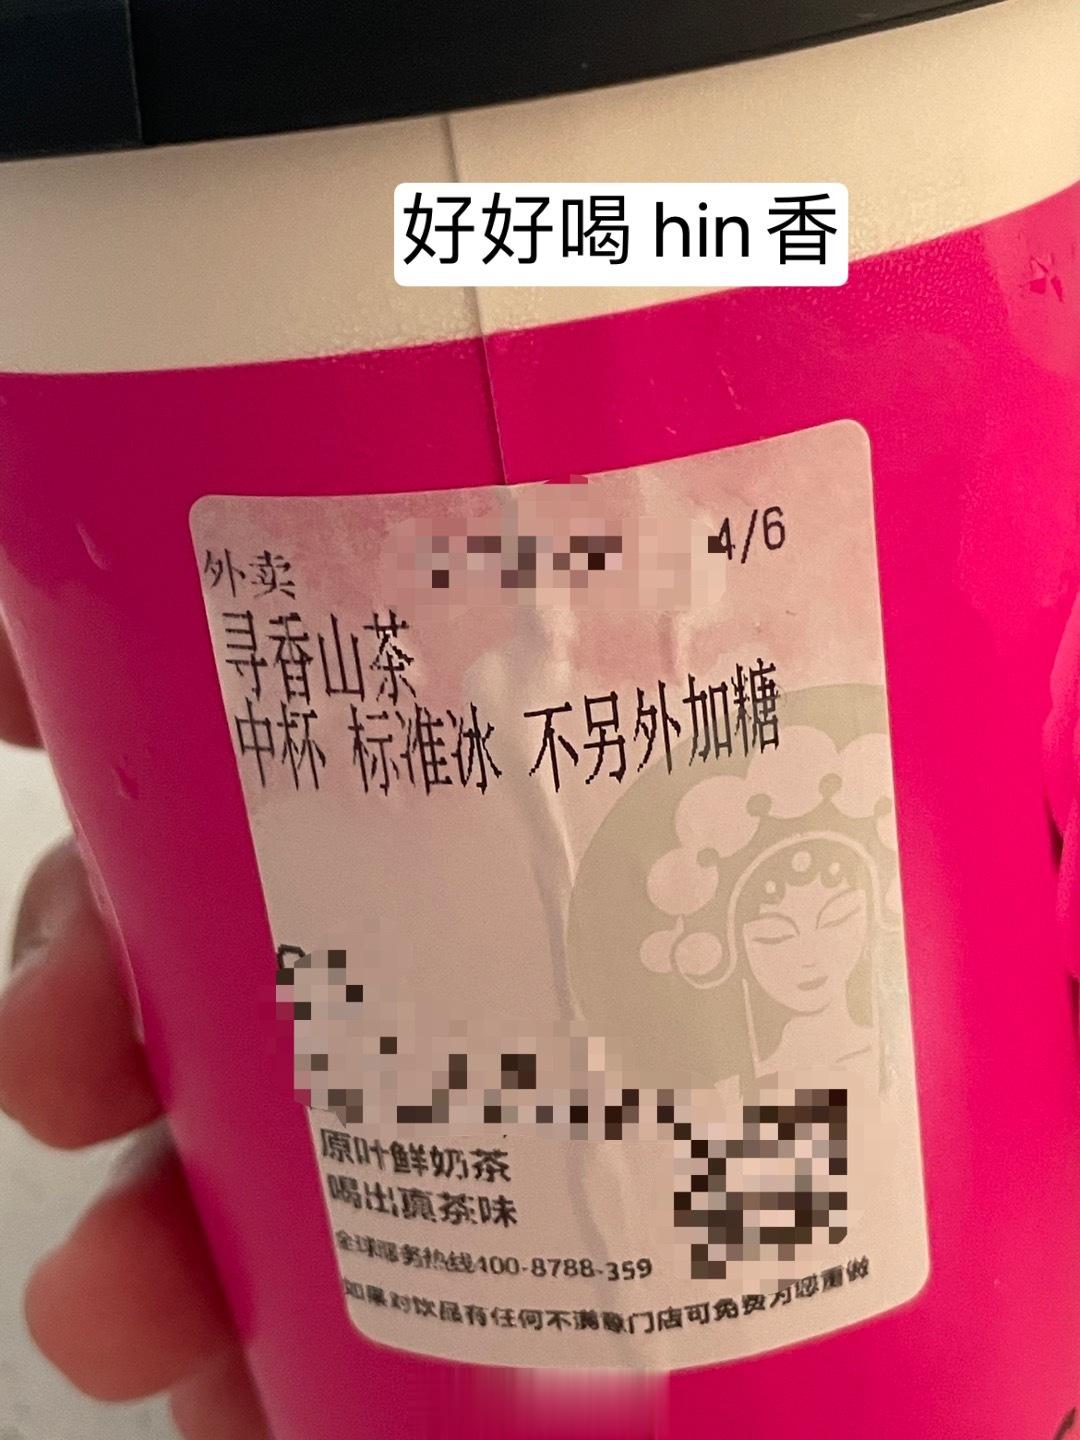 好好喝 hin香
4/6
外卖
寻香山茶
中杯 标准冰 不另外加糖
原叶鲜奶茶
喝出真茶味
全球服务热线400-8788-359
如果对饮品有任何不满意门店可免费为您重做